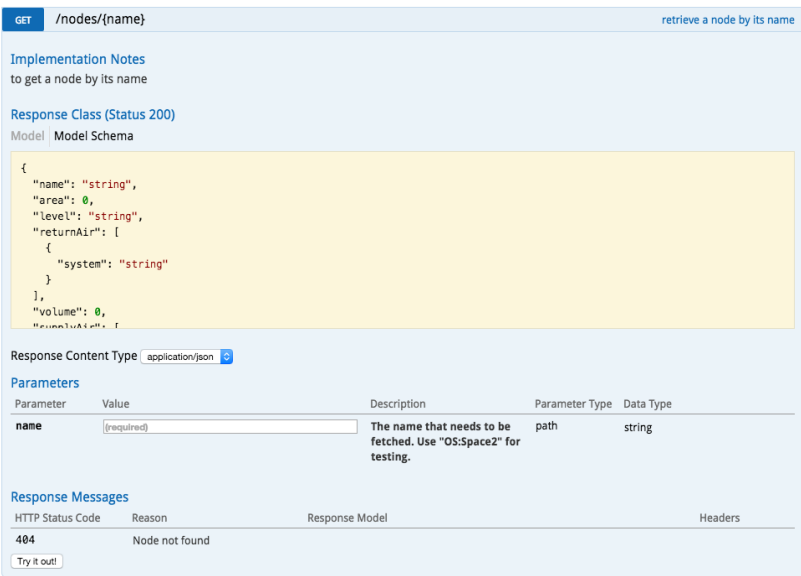 GET /nodes/{name} retrieve a node by its name
Implementation Notes
to get a node by its name
Response Class (Status 200)
Model Model Schema
{
"name": "string",
"area": 0,
"level": "string",
"returnAir": [
{
"system": "string"
}
],
"volume": 0,
"supplyAir": [
Response Content Type application/json
Parameters
Parameter Value Description Parameter Type Data Type
name (required) The name that needs to be path string
fetched. Use "OS:Space2" for
testing.
Response Messages
HTTP Status Code Reason Response Model Headers
404 Node not found
Try it out!